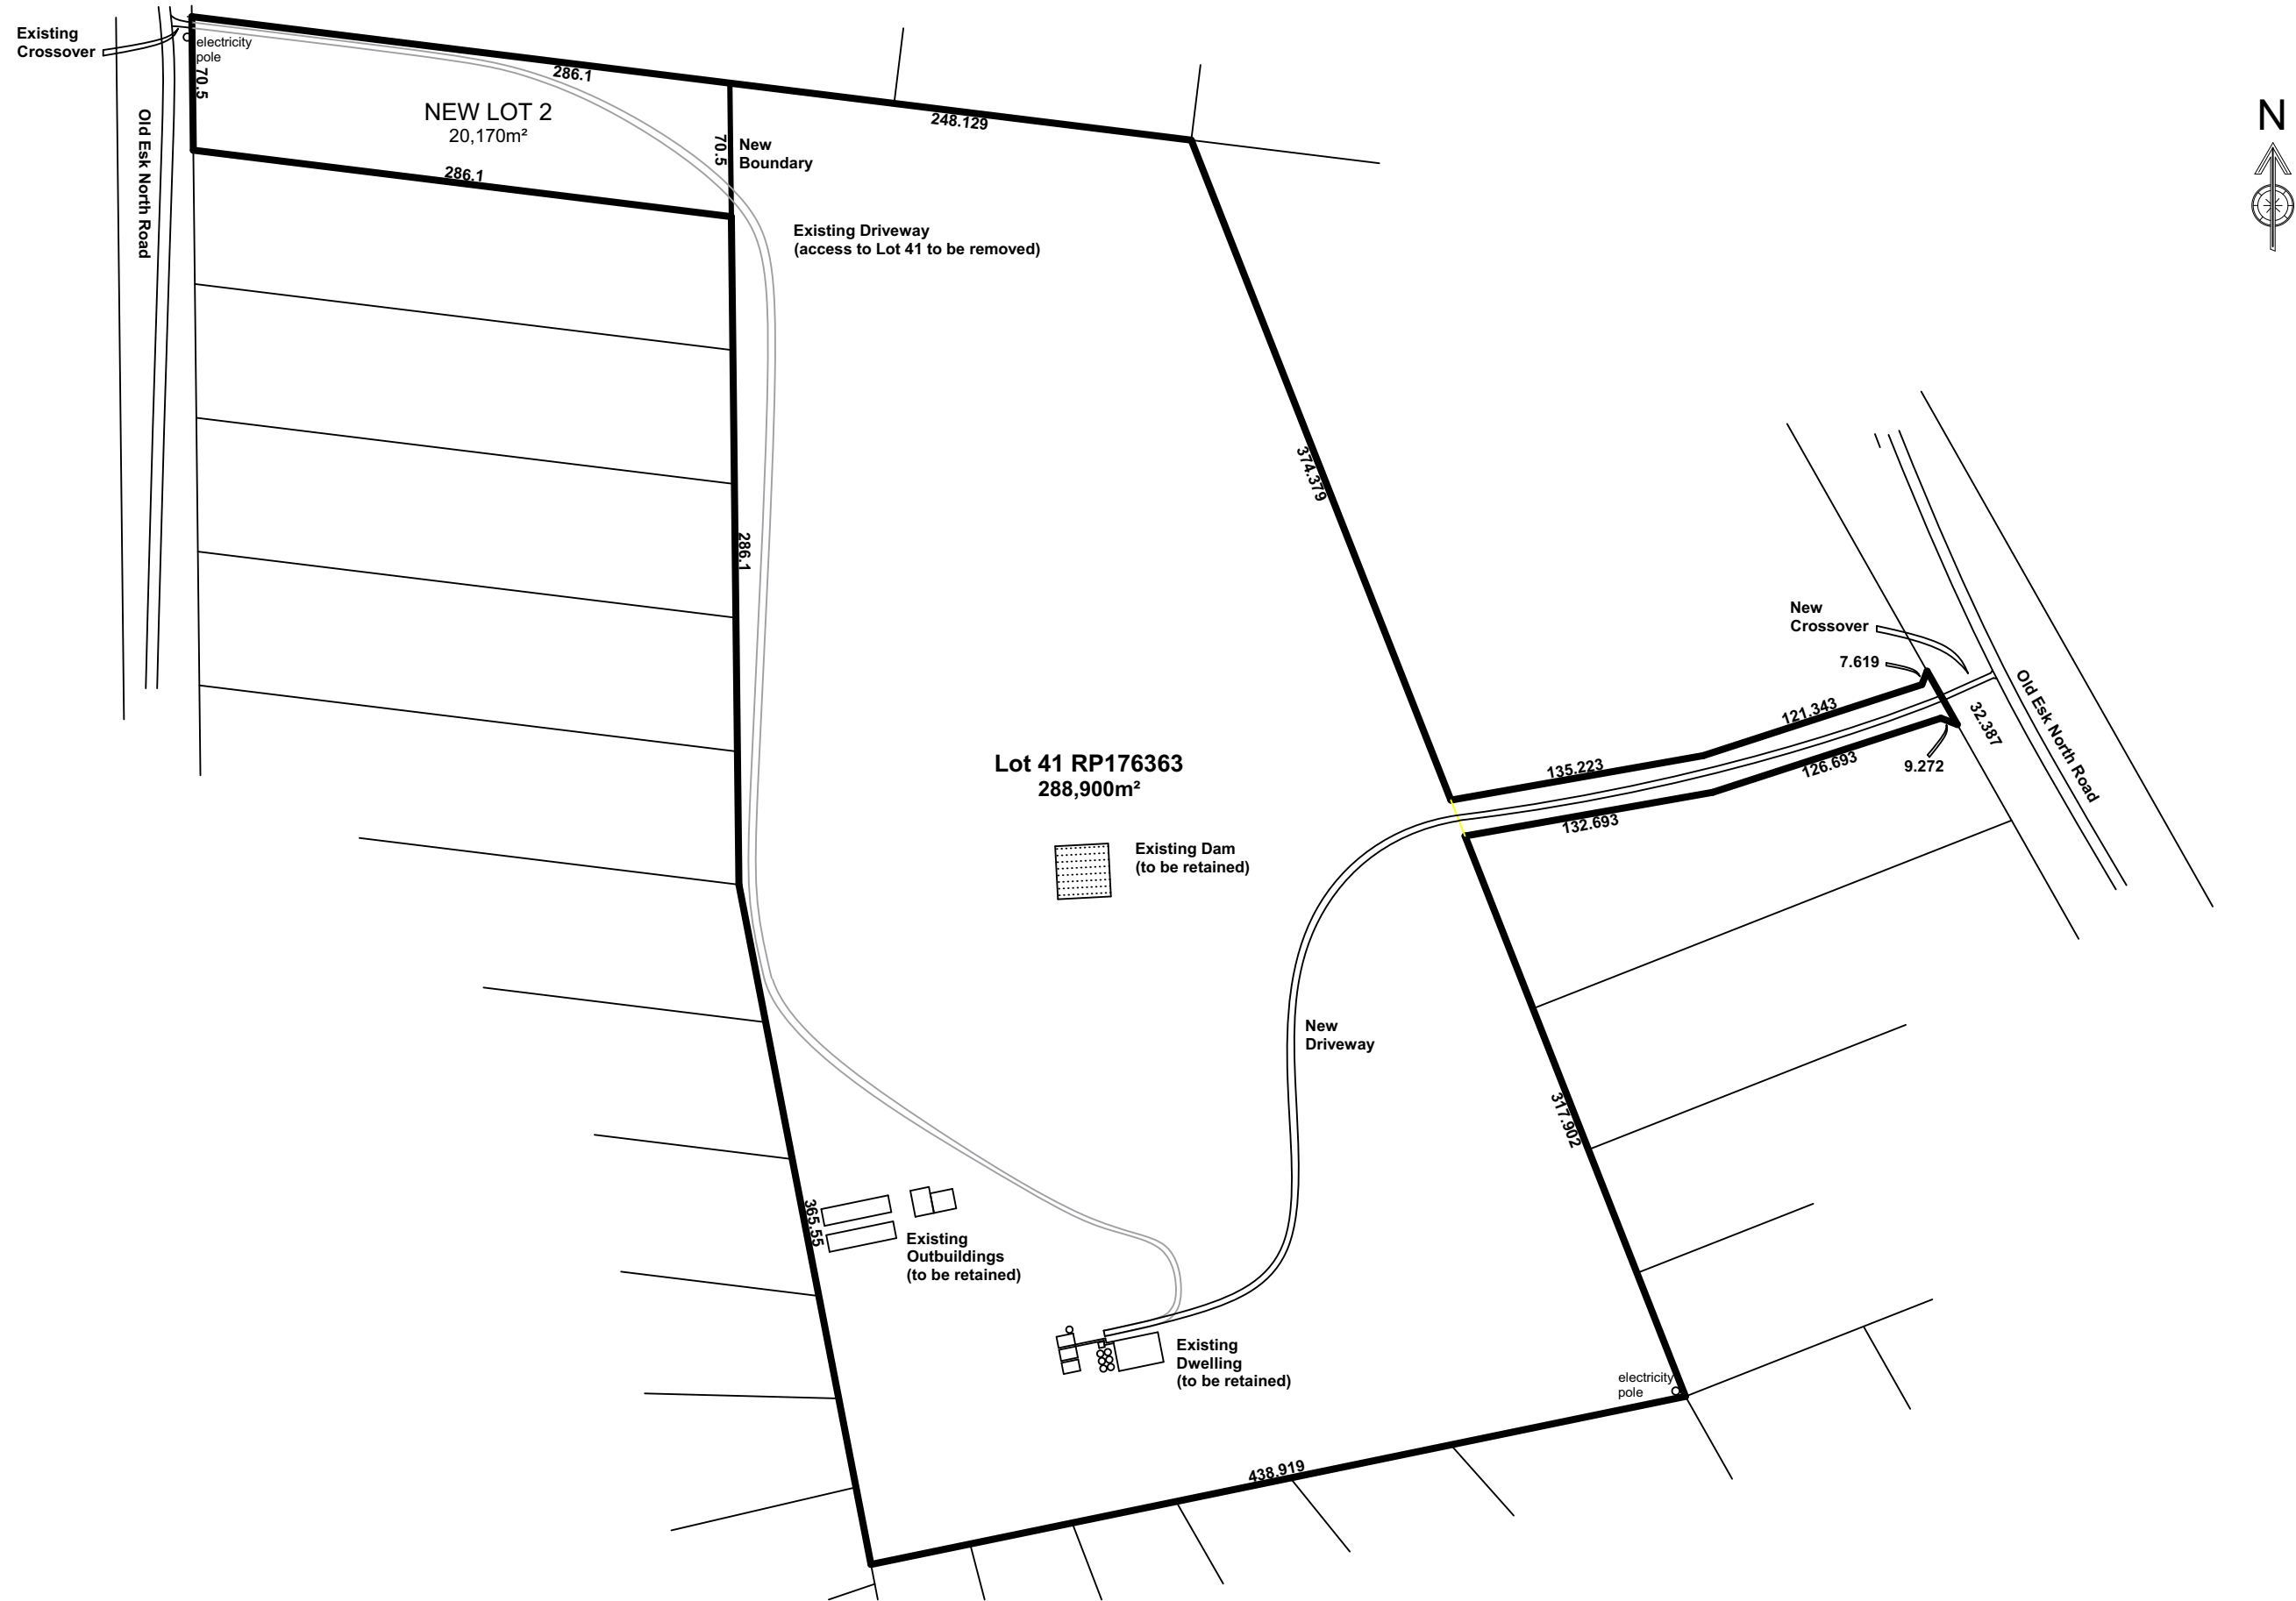 Existing
Crossover
electricity
pole
70.5
286.1
Old Esk North Road
NEW LOT 2
20,170m²
70.5
New
Boundary
248.129
N
286.1
Existing Driveway
(access to Lot 41 to be removed)
374.379
286.1
New
Crossover
7.619
121.343
32.387
Old Esk North Road
135.223
126.693
9.272
132.693
Lot 41 RP176363
288,900m²
Existing Dam
(to be retained)
New
Driveway
317.902
365.55
Existing
Outbuildings
(to be retained)
Existing
Dwelling
(to be retained)
electricity
pole
438.919